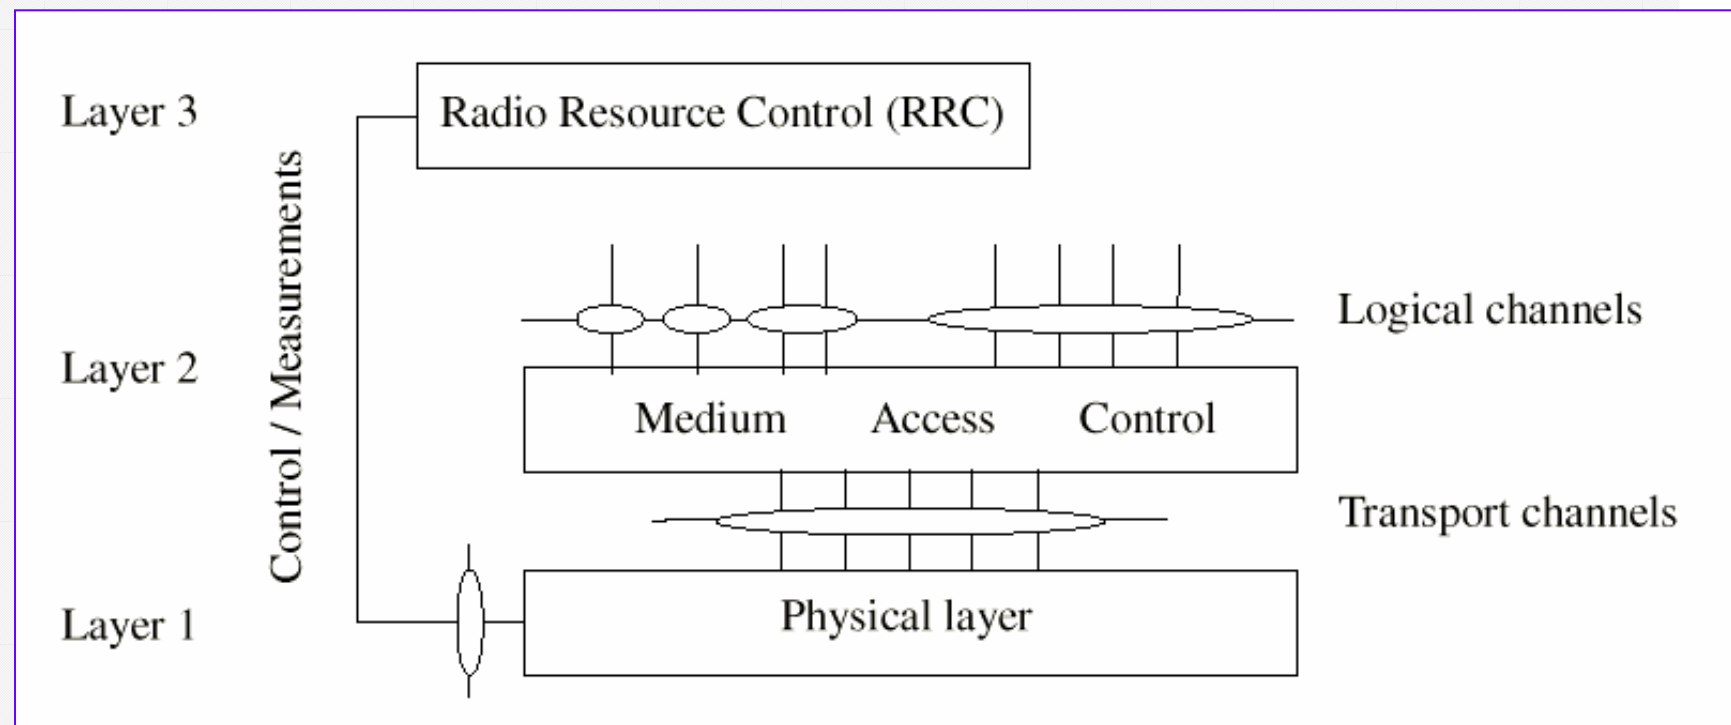 Layer 3
Radio Resource Control (RRC)
Control / Measurements
Logical channels
Layer 2
Medium Access Control
Transport channels
Layer 1
Physical layer